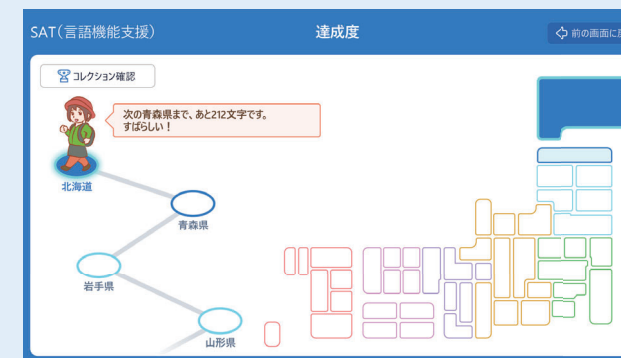 SAT(言語機能支援)
達成度
前の画面に
コレクション確認
次の青森県まで、あと212文字です。
すばらしい!
北海道
青森県
岩手県
山形県